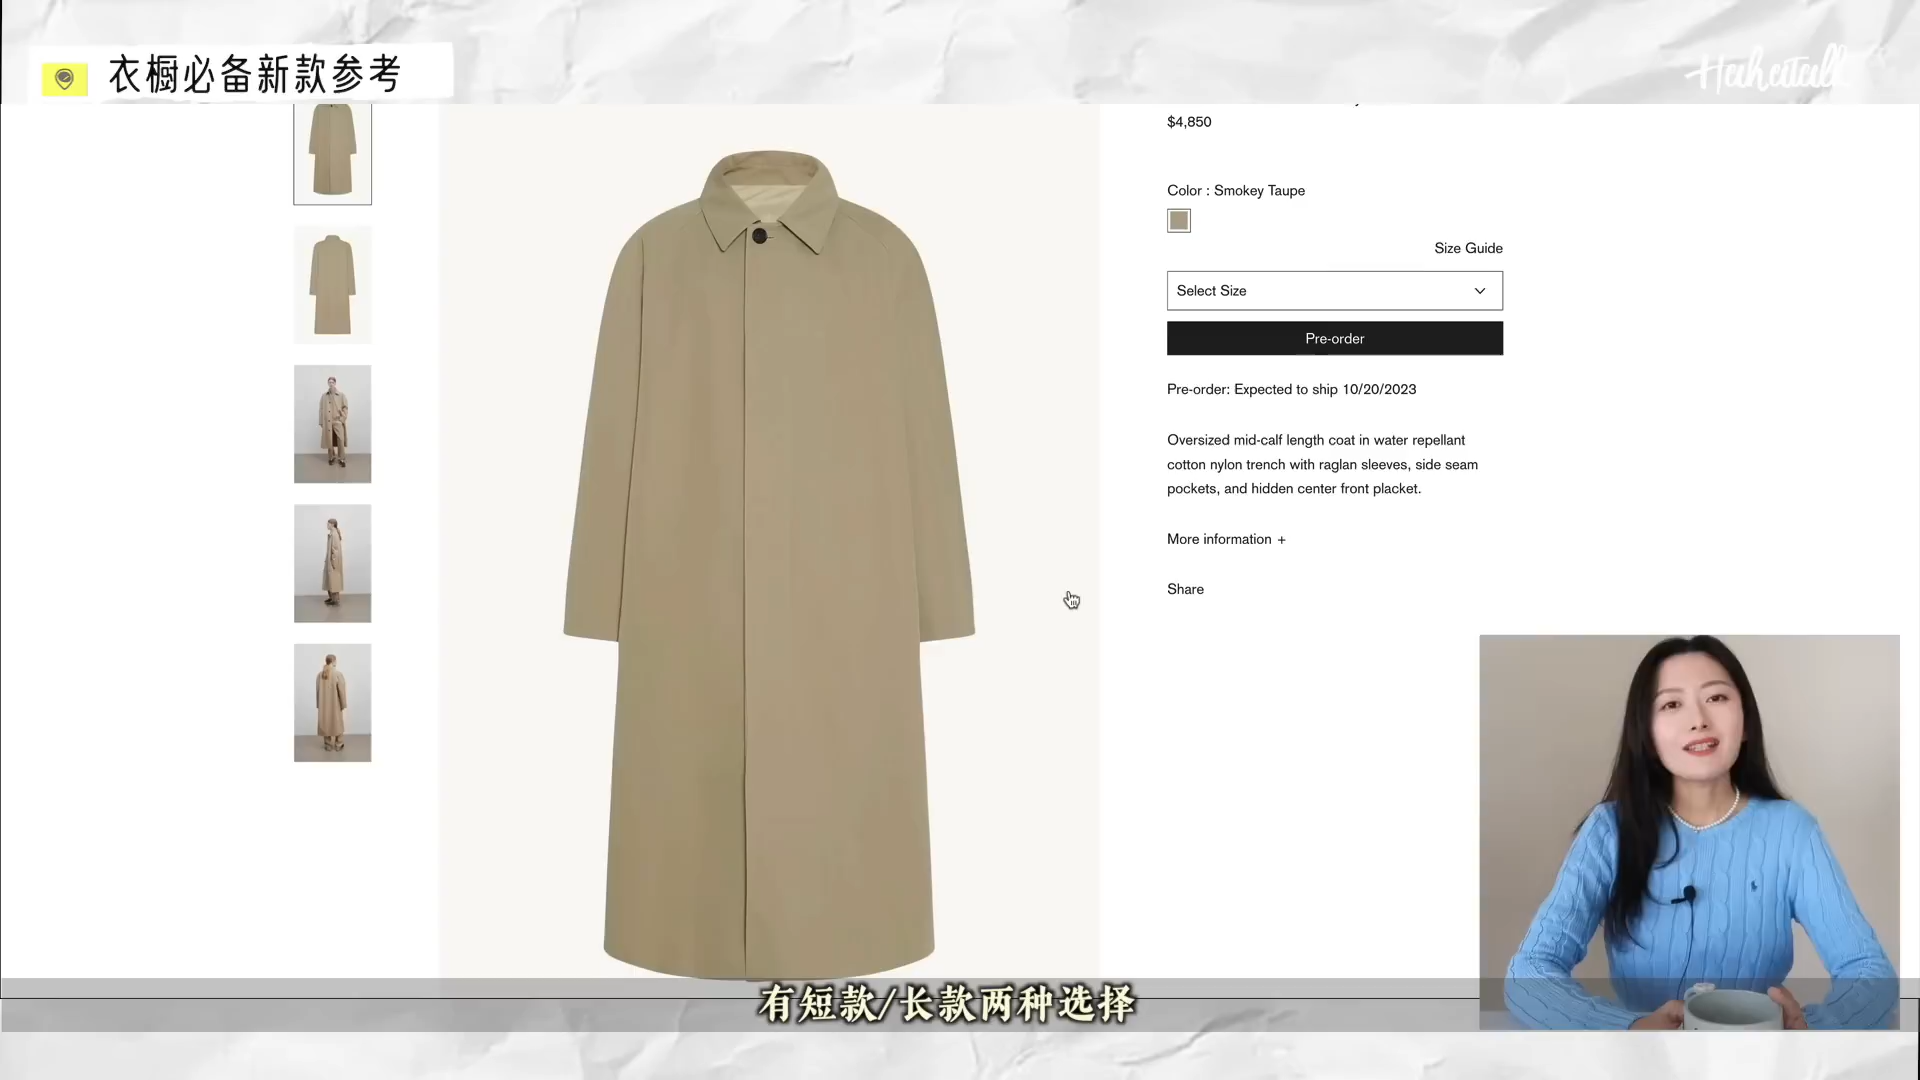 衣橱必备新款参考
Hahatall
$4,850
Color : Smokey Taupe
Size Guide
Select Size
Pre-order
Pre-order: Expected to ship 10/20/2023
Oversized mid-calf length coat in water repellant
cotton nylon trench with raglan sleeves, side seam
pockets, and hidden center front placket.
More information +
Share
有短款/长款两种选择